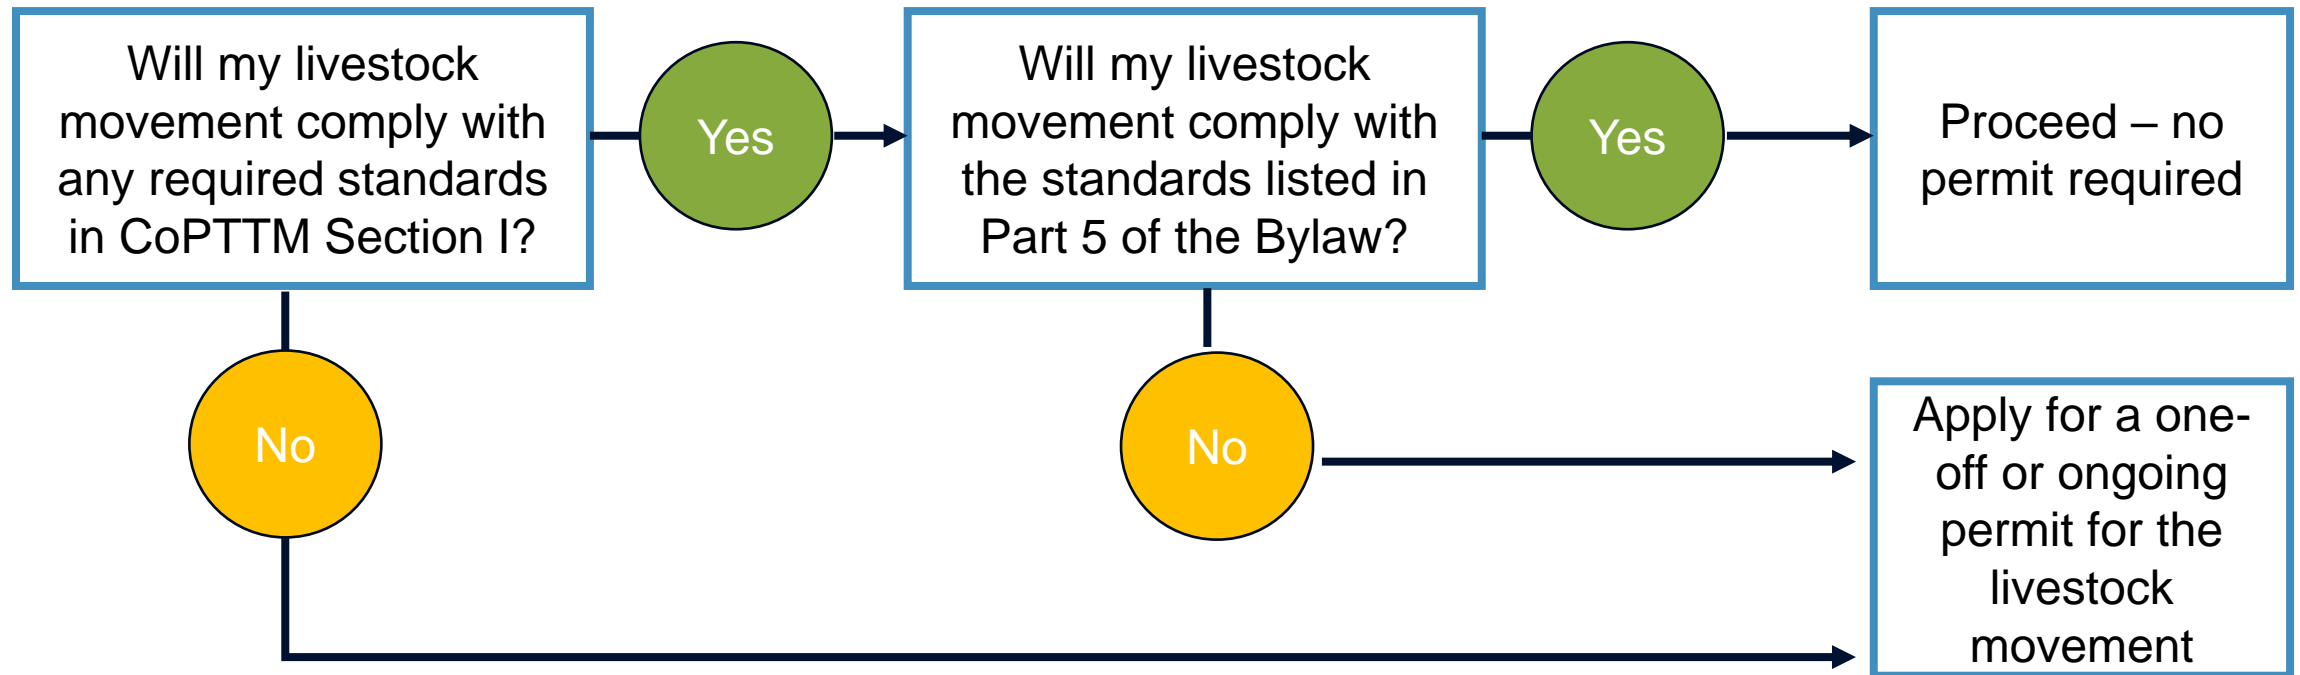 Will my livestock
movement comply with
any required standards
in CoPTTM Section I?
Yes
Will my livestock
movement comply with
the standards listed in
Part 5 of the Bylaw?
Yes
Proceed – no
permit required
No
No
Apply for a one-
off or ongoing
permit for the
livestock
movement